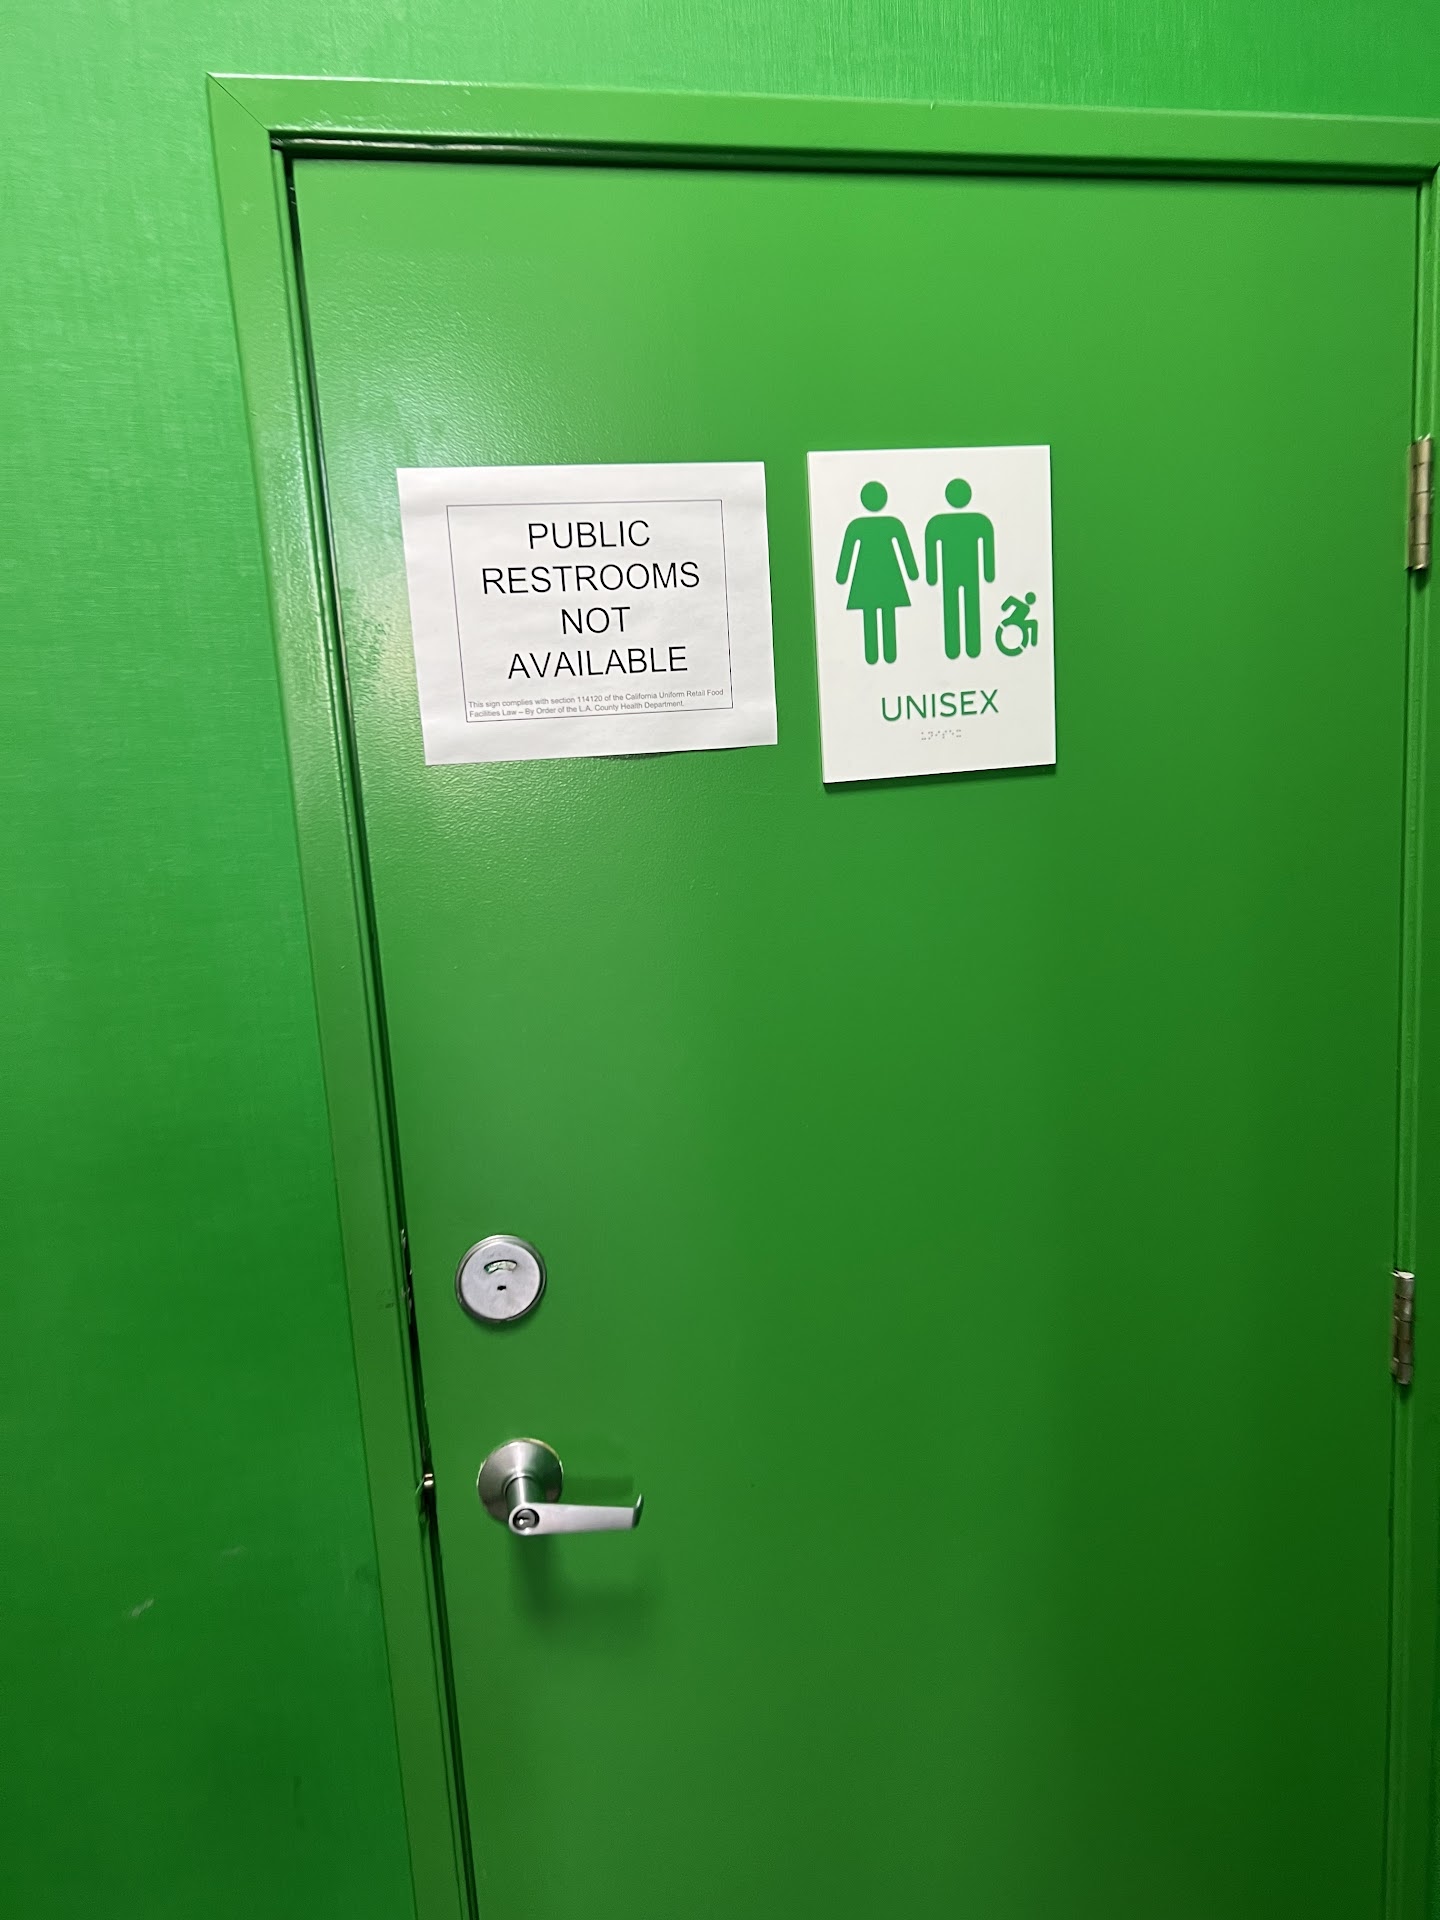 PUBLIC
RESTROOMS
NOT
AVAILABLE
This sign complies with section 114120 of the California Uniform Retail Food
Facilities Law – By Order of the L.A. County Health Department.
UNISEX
⠥⠝⠊⠎⠑⠭